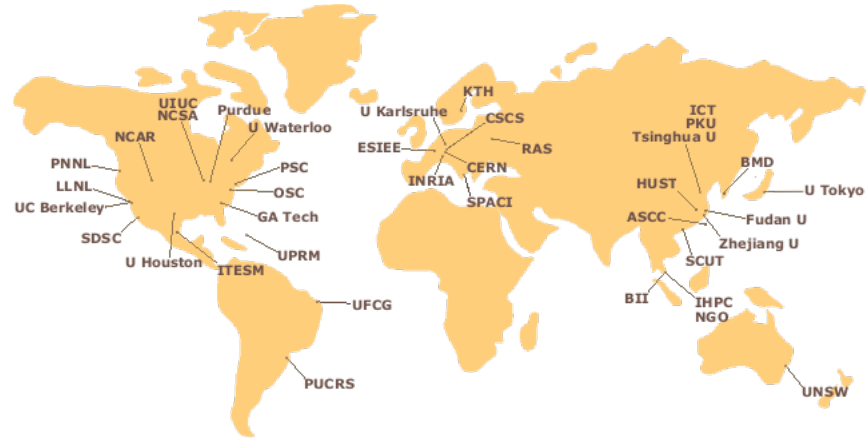 KTH
UIUC
NCSA
Purdue
U Karlsruhe
ICT
PKU
Tsinghua U
CSCS
U Waterloo
NCAR
ESIEE
RAS
PNNL
PSC
CERN
BMD
LLNL
OSC
INRIA
HUST
U Tokyo
UC Berkeley
SPACI
GA Tech
ASCC
Fudan U
SDSC
Zhejiang U
UPRM
U Houston
ITESM
SCUT
BII
IHPC
NGO
UFCG
PUCRS
UNSW